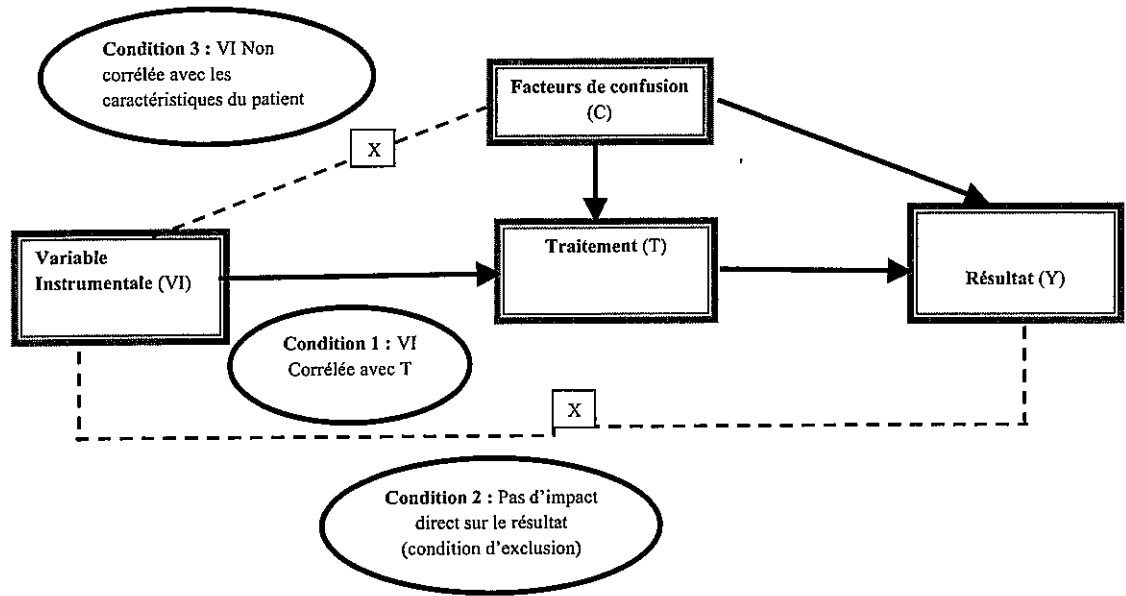 Condition 3 : VI Non
corrélée avec les
caractéristiques du patient
Facteurs de confusion
(C)
X
Variable
Instrumentale (VI)
Traitement (T)
Résultat (Y)
Condition 1 : VI
Corrélée avec T
X
Condition 2 : Pas d'impact
direct sur le résultat
(condition d'exclusion)